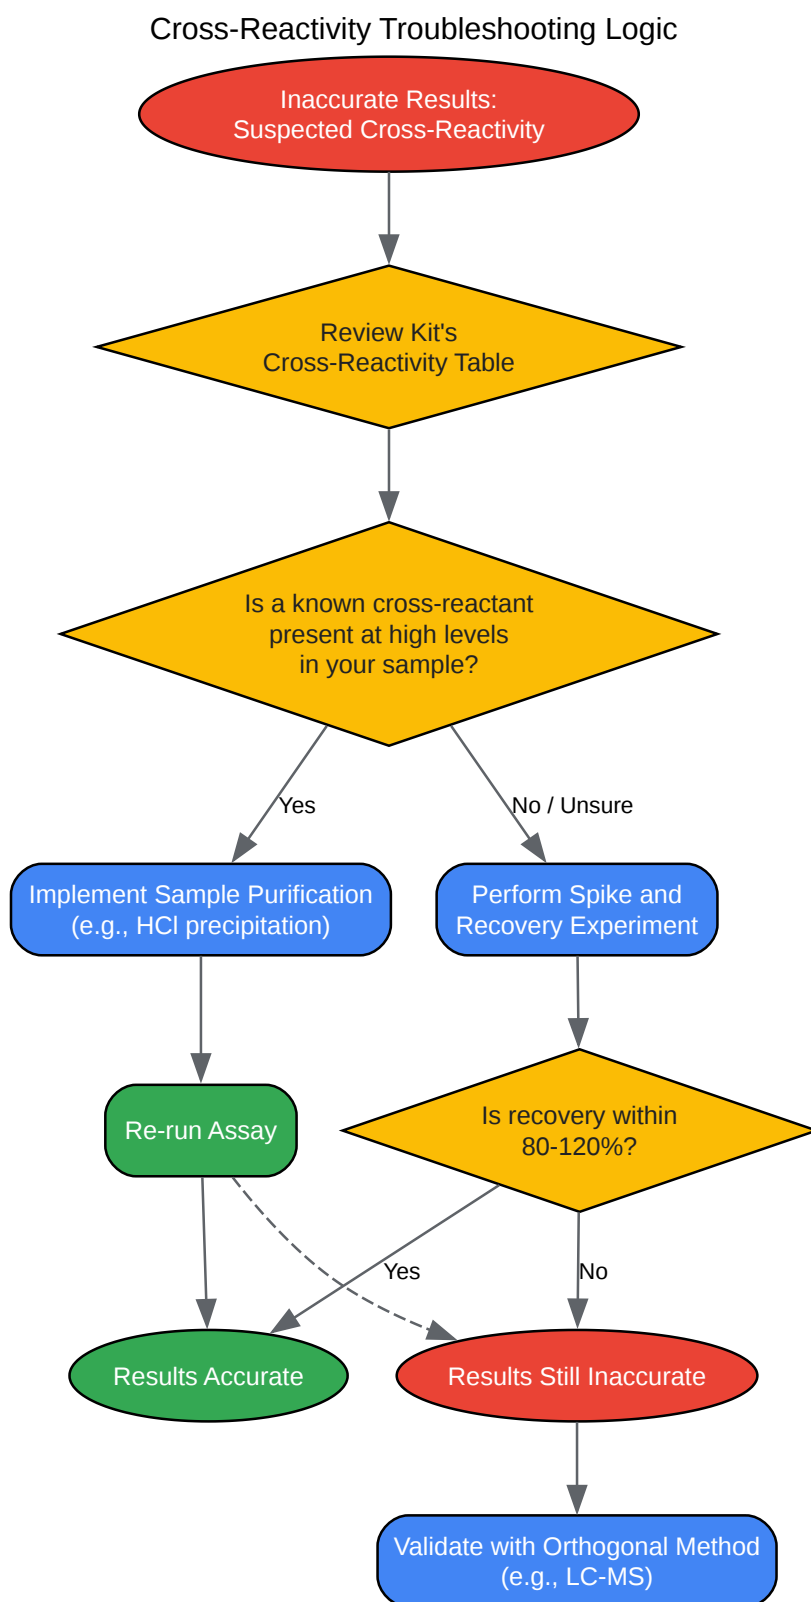 Cross-Reactivity Troubleshooting Logic
Inaccurate Results:
Suspected Cross-Reactivity
Review Kit's
Cross-Reactivity Table
Is a known cross-reactant
present at high levels
in your sample?
Yes
No / Unsure
Implement Sample Purification
(e.g., HCl precipitation)
Perform Spike and
Recovery Experiment
Re-run Assay
Is recovery within
80-120%?
Yes
No
Results Accurate
Results Still Inaccurate
Validate with Orthogonal Method
(e.g., LC-MS)